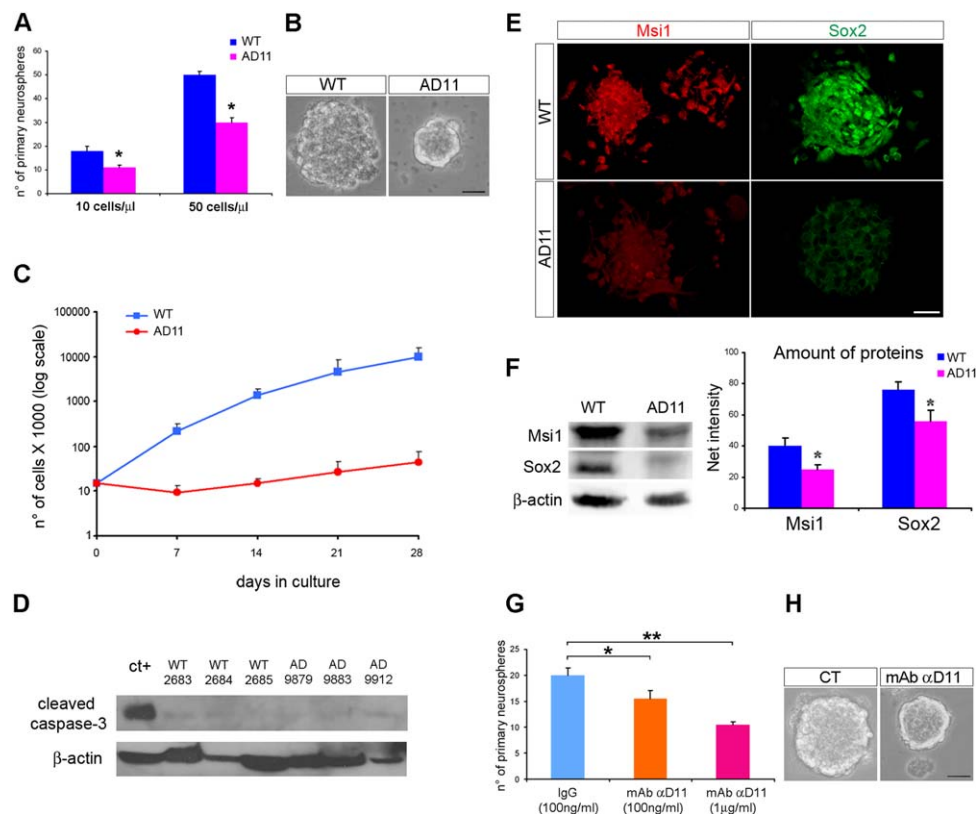 A
WT
AD11
n° of primary neurospheres
60
50
40
30
20
10
0
*
*
10 cells/μl
50 cells/μl
B
WT
AD11
C
n° of cells X 1000 (log scale)
WT
AD11
100000
10000
1000
100
10
1
0
7
14
21
28
days in culture
D
ct+
WT
2683
WT
2684
WT
2685
AD
9879
AD
9883
AD
9912
cleaved
caspase-3
β-actin
E
Msi1
Sox2
WT
AD11
F
WT
AD11
Msi1
Sox2
β-actin
Amount of proteins
WT
AD11
Net intensity
100
80
60
40
20
0
*
*
Msi1
Sox2
G
n° of primary neurospheres
25
20
15
10
5
0
**
*
IgG
(100ng/ml)
mAb αD11
(100ng/ml)
mAb αD11
(1μg/ml)
H
CT
mAb αD11